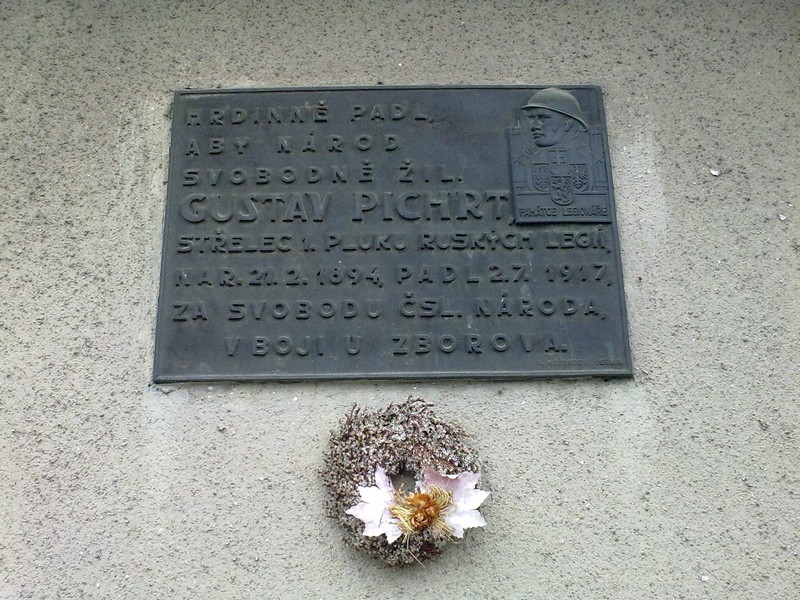 HRDINNĚ PADL,
ABY NÁROD
SVOBODNĚ ŽIL.
GUSTAV PICHRT,
STŘELEC 1. PLUKU RUSKÝCH LEGIÍ,
NAR. 21. 2. 1894, PADL 2. 7. 1917,
ZA SVOBODU ČSL. NÁRODA,
V BOJI U ZBOROVA.
PAMÁTCE LEGIONÁŘE